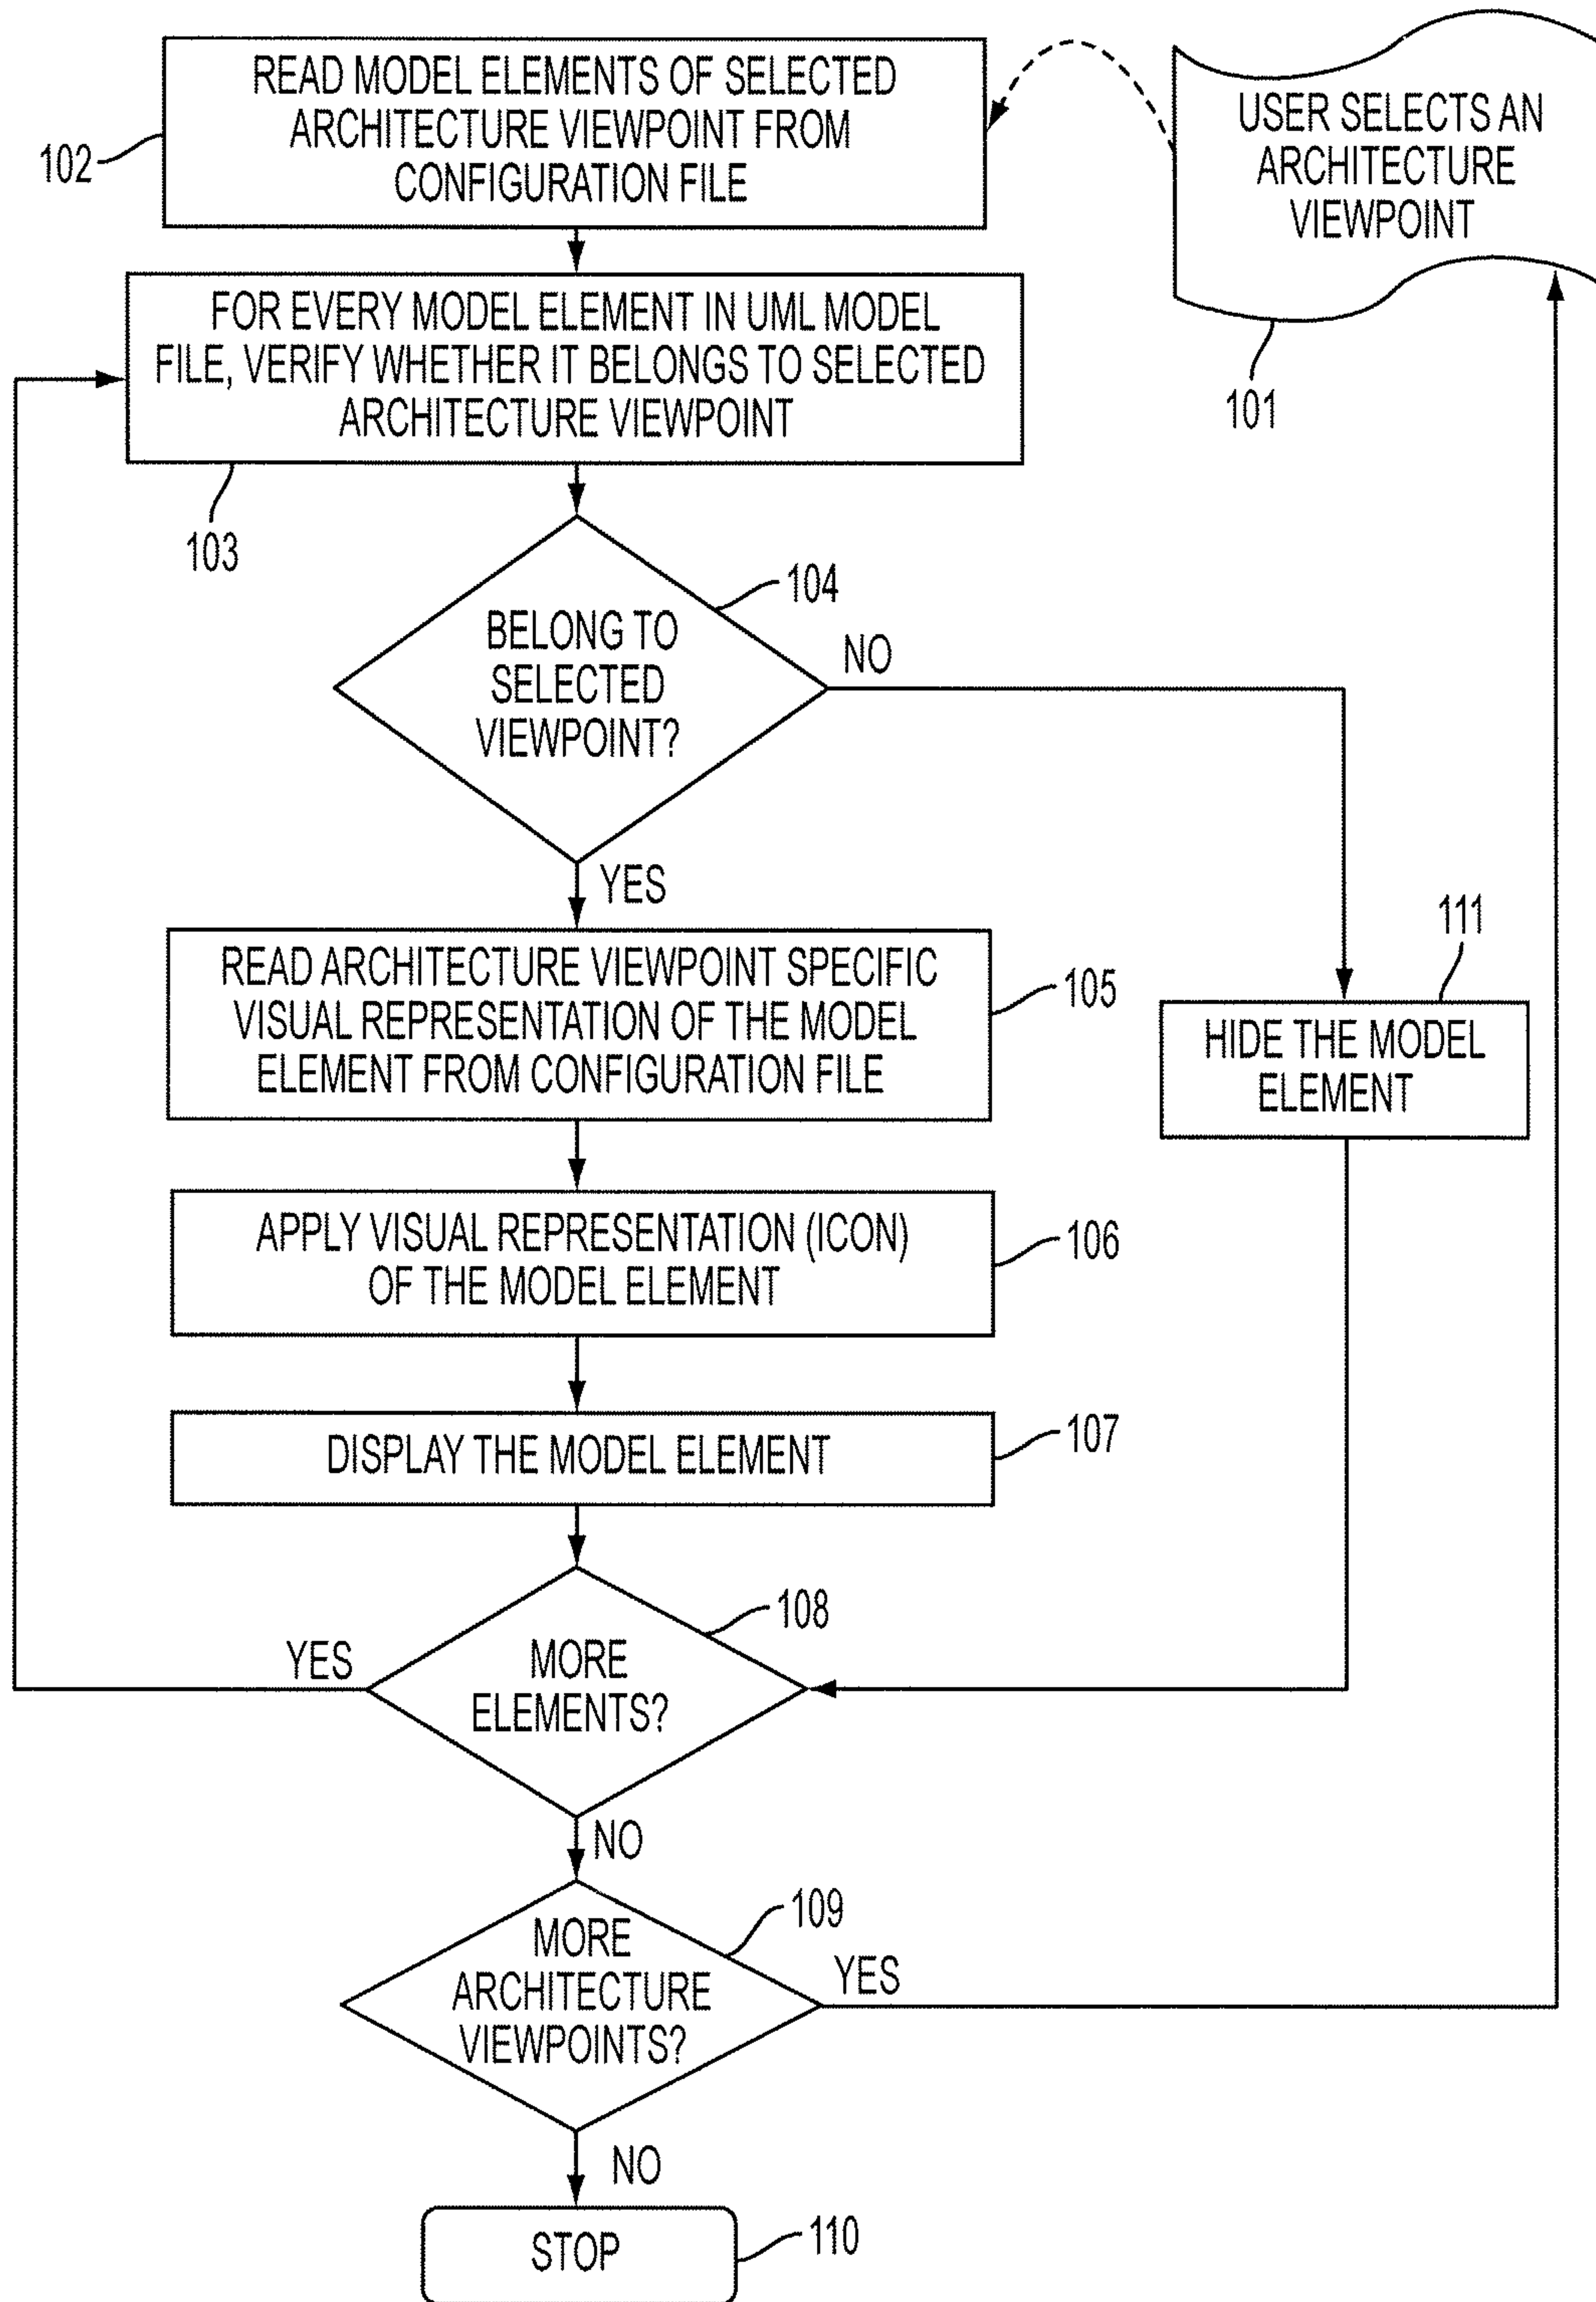 USER SELECTS AN
ARCHITECTURE
VIEWPOINT
101
READ MODEL ELEMENTS OF SELECTED
ARCHITECTURE VIEWPOINT FROM
CONFIGURATION FILE
102
FOR EVERY MODEL ELEMENT IN UML MODEL
FILE, VERIFY WHETHER IT BELONGS TO SELECTED
ARCHITECTURE VIEWPOINT
103
BELONG TO
SELECTED
VIEWPOINT?
104
NO
YES
READ ARCHITECTURE VIEWPOINT SPECIFIC
VISUAL REPRESENTATION OF THE MODEL
ELEMENT FROM CONFIGURATION FILE
105
HIDE THE MODEL
ELEMENT
111
APPLY VISUAL REPRESENTATION (ICON)
OF THE MODEL ELEMENT
106
DISPLAY THE MODEL ELEMENT
107
MORE
ELEMENTS?
108
YES
NO
MORE
ARCHITECTURE
VIEWPOINTS?
109
YES
NO
STOP
110